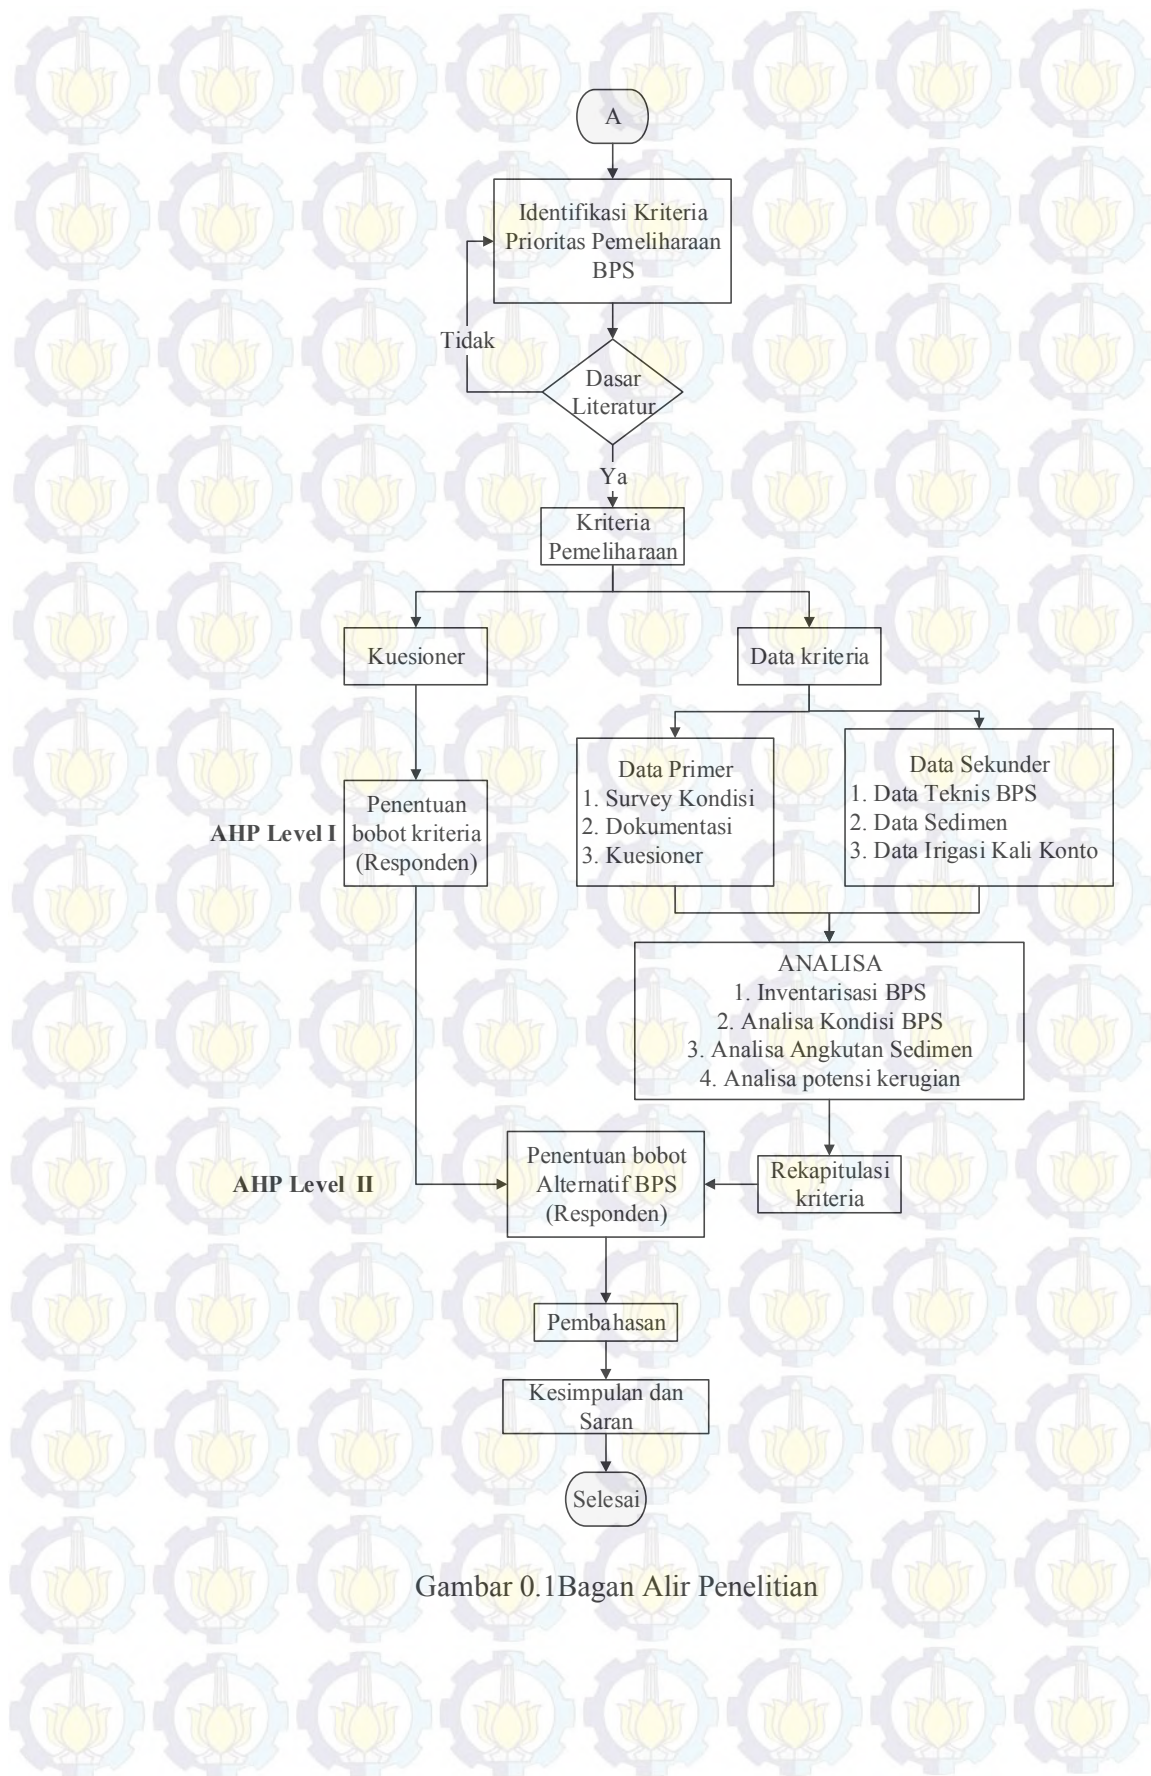 A
Identifikasi Kriteria
Prioritas Pemeliharaan
BPS
Tidak
Dasar
Literatur
Ya
Kriteria
Pemeliharaan
Kuesioner
Data kriteria
Data Primer
1. Survey Kondisi
2. Dokumentasi
3. Kuesioner
Data Sekunder
1. Data Teknis BPS
2. Data Sedimen
3. Data Irigasi Kali Konto
AHP Level I
Penentuan
bobot kriteria
(Responden)
ANALISA
1. Inventarisasi BPS
2. Analisa Kondisi BPS
3. Analisa Angkutan Sedimen
4. Analisa potensi kerugian
AHP Level II
Penentuan bobot
Alternatif BPS
(Responden)
Rekapitulasi
kriteria
Pembahasan
Kesimpulan dan
Saran
Selesai
Gambar 0.1Bagan Alir Penelitian